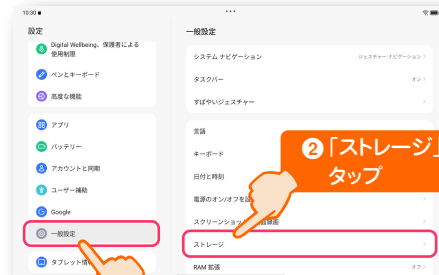 10:30
設定
Digital Wellbeing、保護者による
使用制限
ペンとキーボード
高度な機能
アプリ
バッテリー
アカウントと同期
ユーザー補助
Google
一般設定
タブレット情
一般設定
システム ナビゲーション ジェスチャー ナビゲーション
タスクバー オン
すばやいジェスチャー
言語
キーボード
日付と時刻
電源のオン/オフを設
スクリーンショッ 録画
ストレージ
RAM 拡張 オフ
❷「ストレージ」
タップ